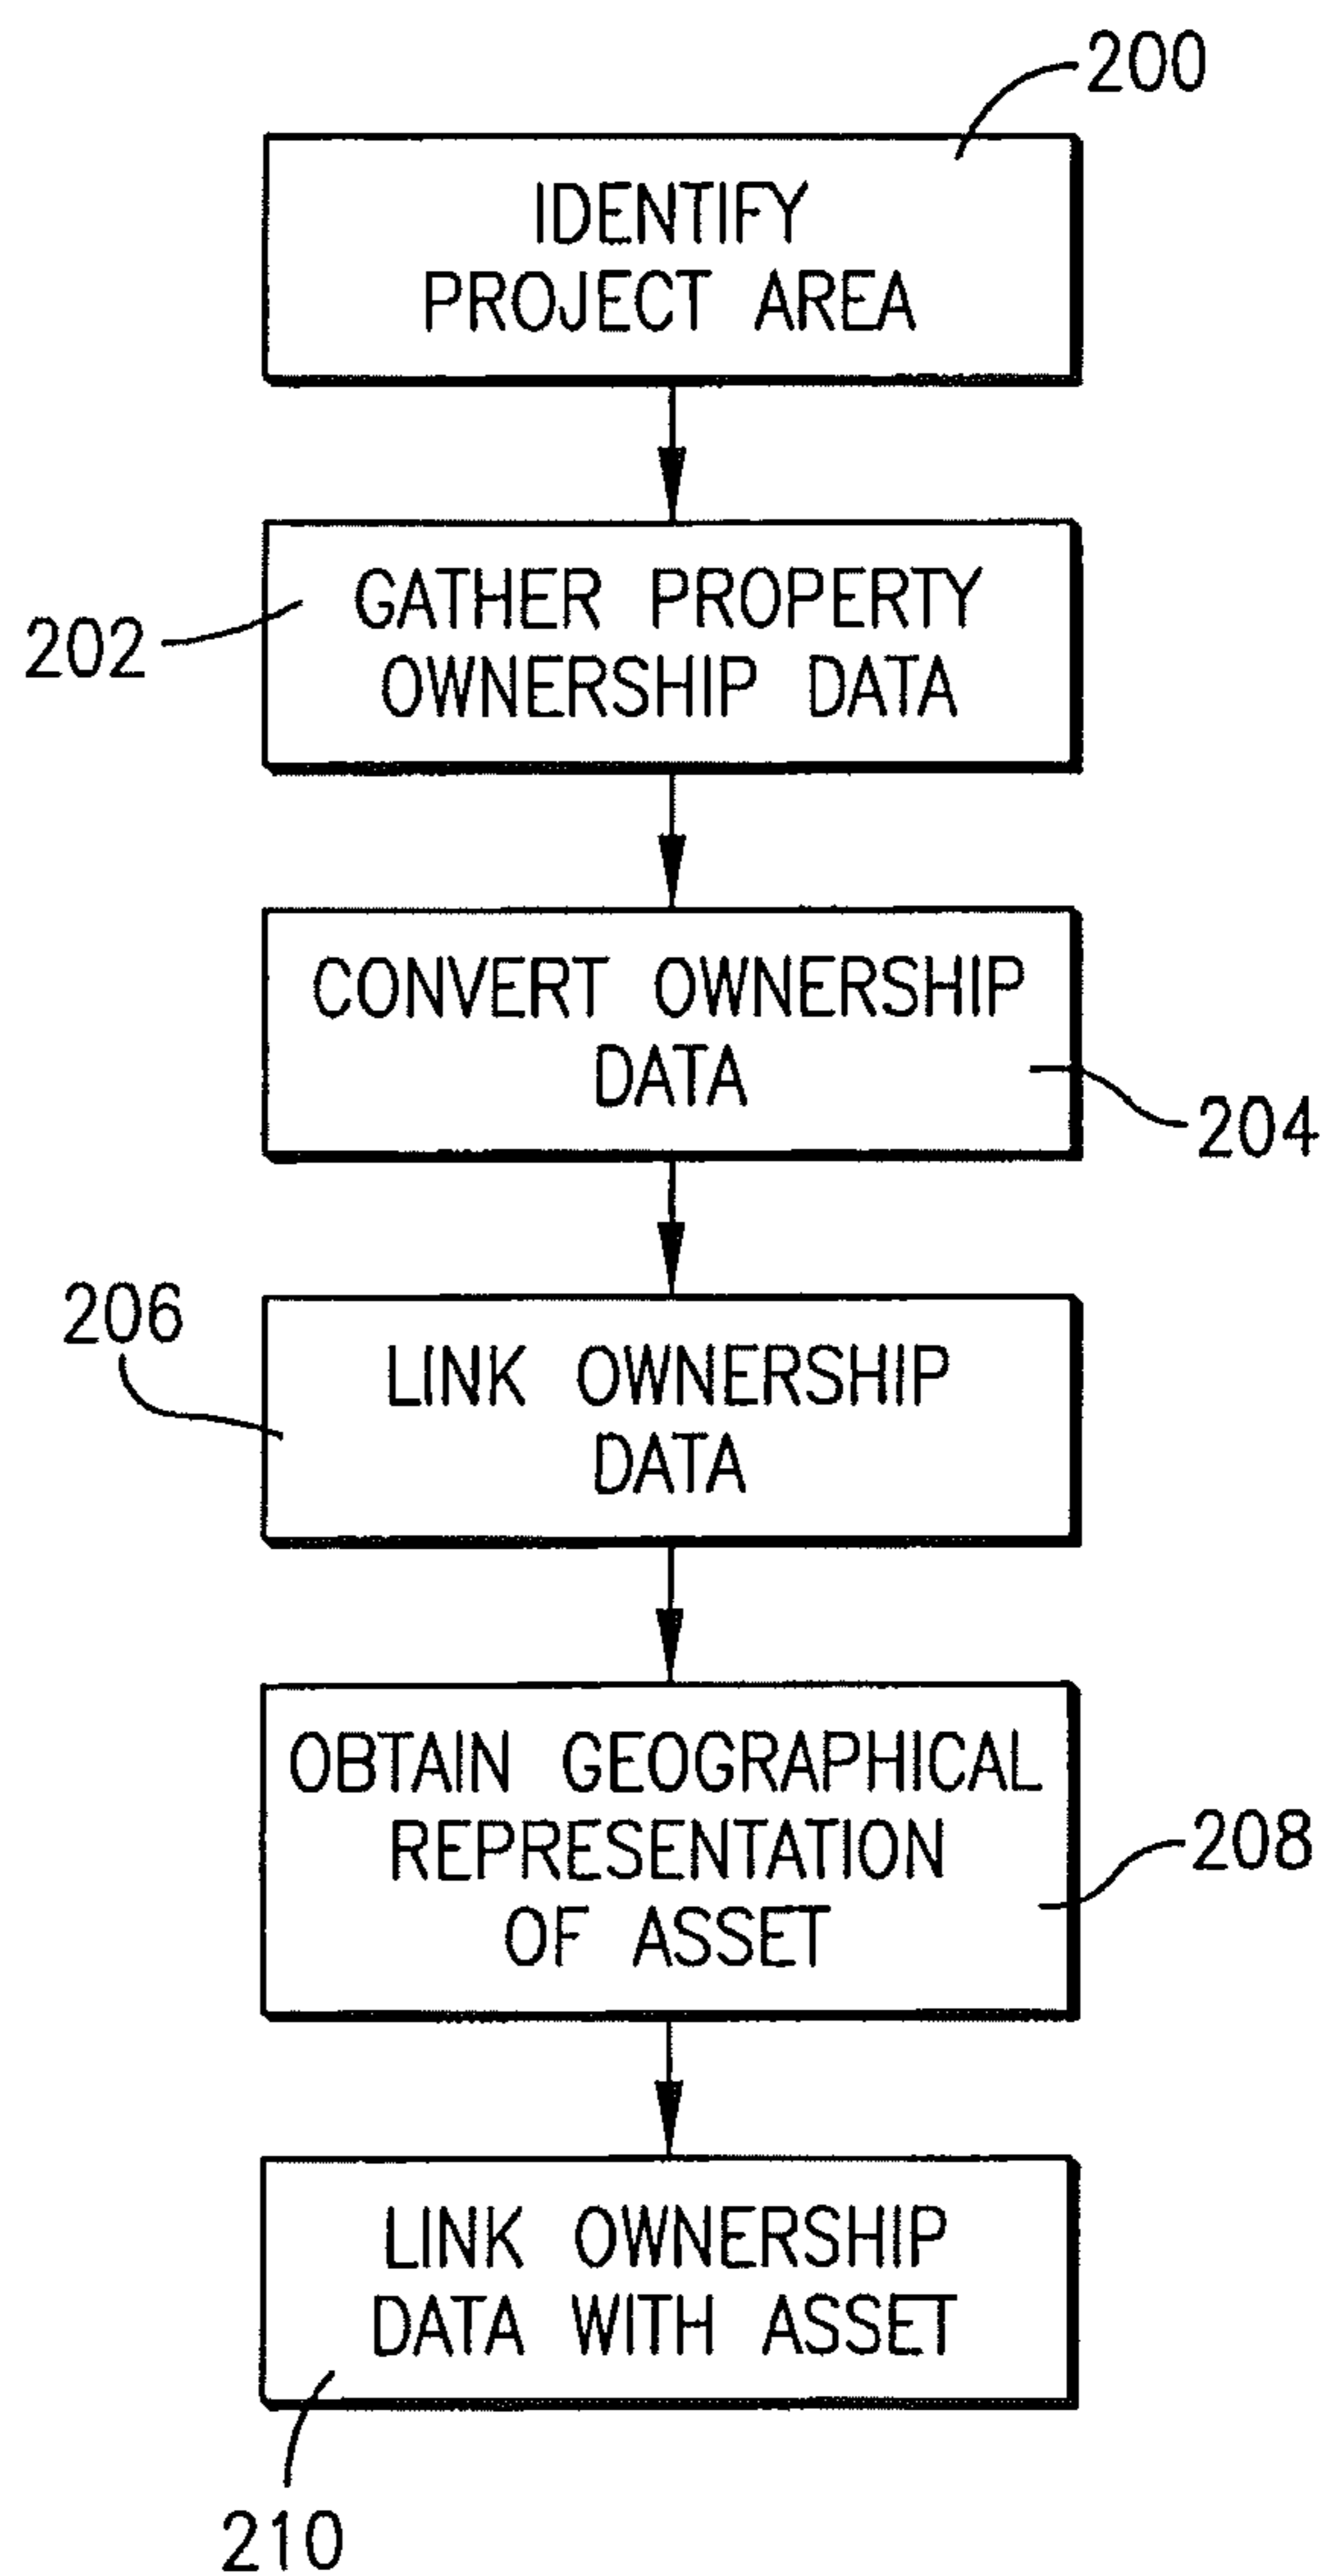 200
IDENTIFY
PROJECT AREA
202
GATHER PROPERTY
OWNERSHIP DATA
CONVERT OWNERSHIP
DATA
204
206
LINK OWNERSHIP
DATA
OBTAIN GEOGRAPHICAL
REPRESENTATION
OF ASSET
208
LINK OWNERSHIP
DATA WITH ASSET
210